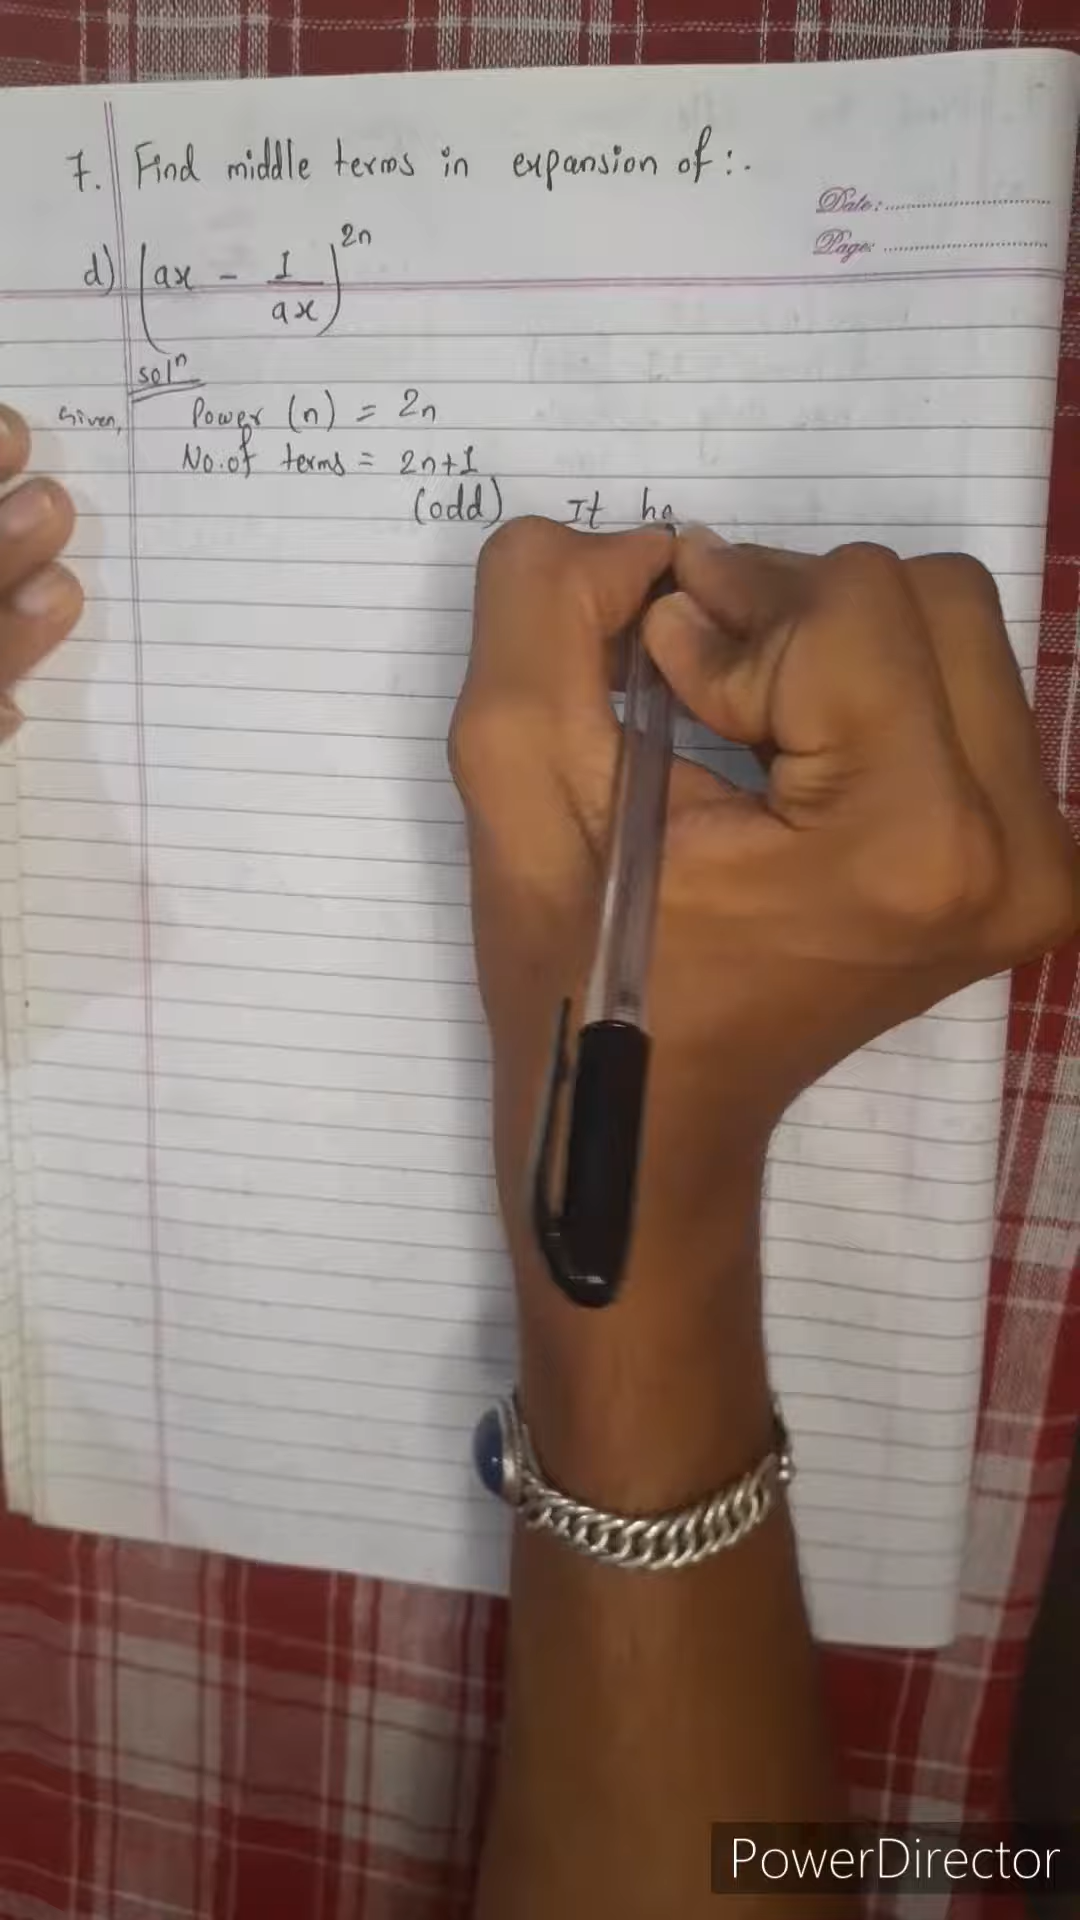 7. Find middle terms in expansion of :.
Date:
Page:
d) (ax - 1/ax)^2n
solⁿ
Given, Power (n) = 2n
No. of terms = 2n+1
(odd) It ha
PowerDirector